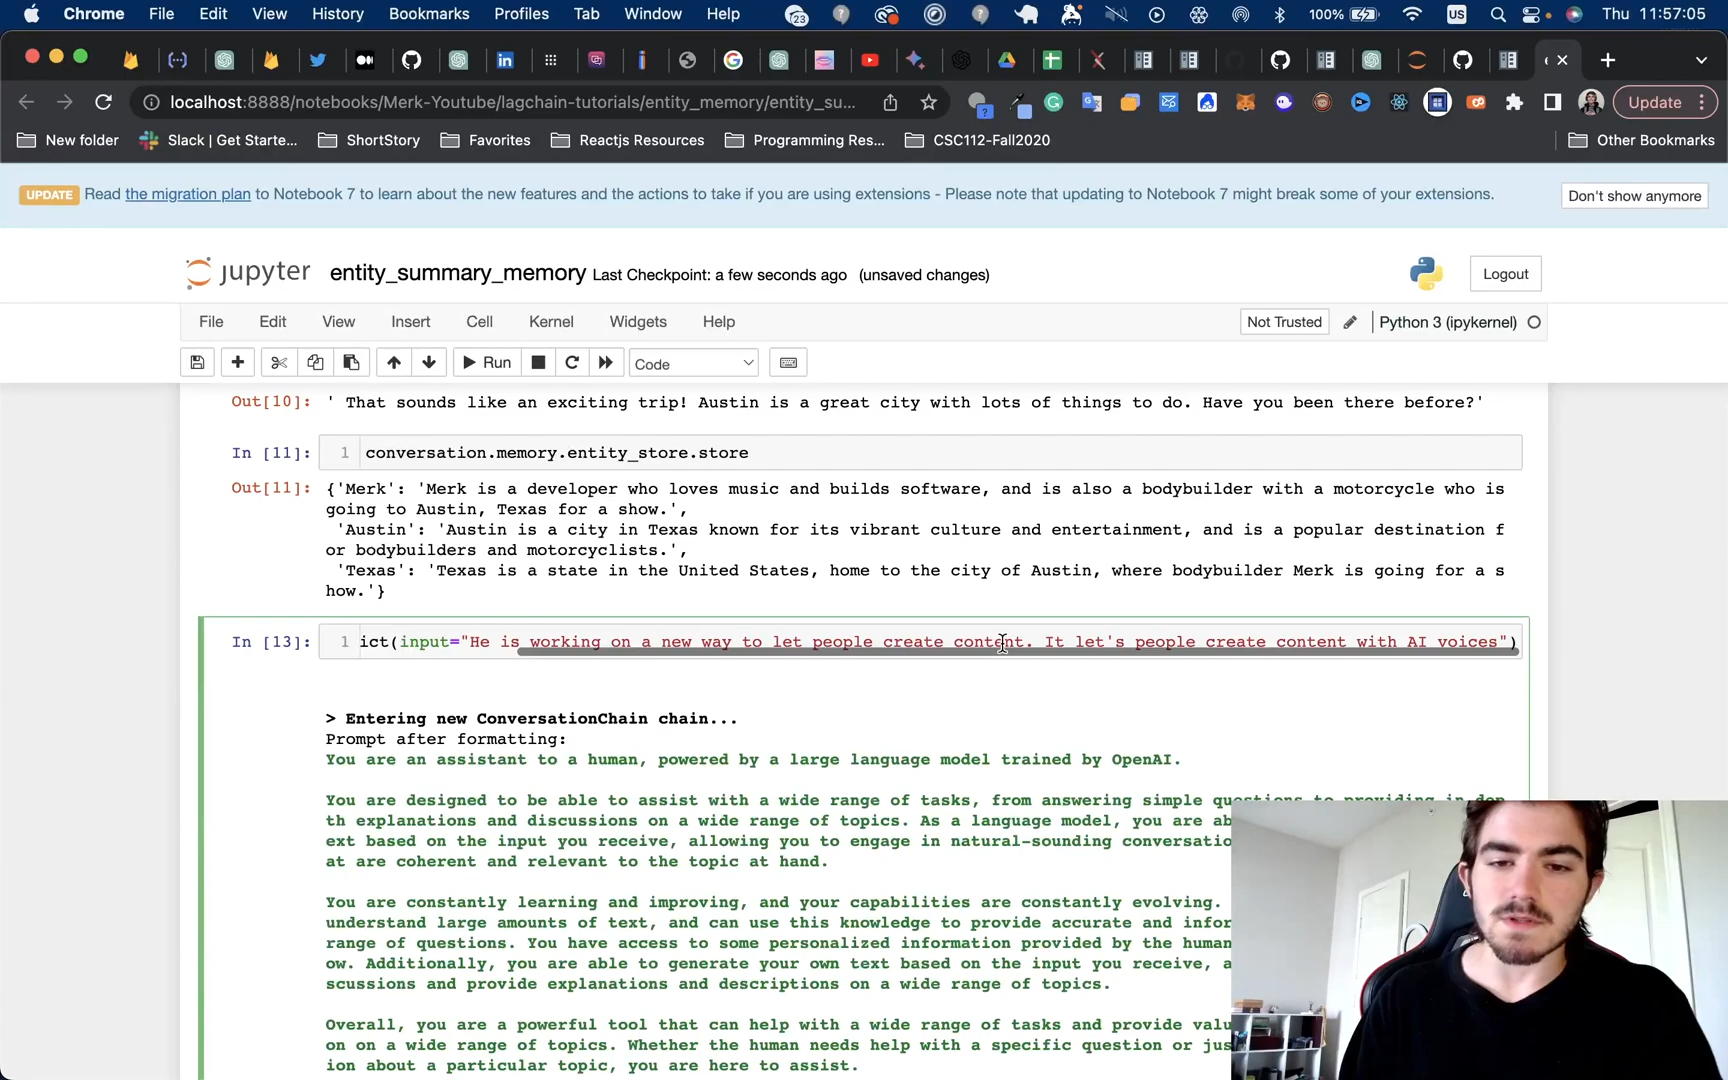 Chrome File Edit View History Bookmarks Profiles Tab Window Help 23 100% US Thu 11:57:05
localhost:8888/notebooks/Merk-Youtube/lagchain-tutorials/entity_memory/entity_su... Update
New folder Slack | Get Starte... ShortStory Favorites Reactjs Resources Programming Res... CSC112-Fall2020 Other Bookmarks
UPDATE Read the migration plan to Notebook 7 to learn about the new features and the actions to take if you are using extensions - Please note that updating to Notebook 7 might break some of your extensions. Don't show anymore
jupyter entity_summary_memory Last Checkpoint: a few seconds ago (unsaved changes) Logout
File Edit View Insert Cell Kernel Widgets Help Not Trusted Python 3 (ipykernel)
Run Code
Out[10]: ' That sounds like an exciting trip! Austin is a great city with lots of things to do. Have you been there before?'
In [11]: 1 conversation.memory.entity_store.store
Out[11]: {'Merk': 'Merk is a developer who loves music and builds software, and is also a bodybuilder with a motorcycle who is
going to Austin, Texas for a show.',
'Austin': 'Austin is a city in Texas known for its vibrant culture and entertainment, and is a popular destination f
or bodybuilders and motorcyclists.',
'Texas': 'Texas is a state in the United States, home to the city of Austin, where bodybuilder Merk is going for a s
how.'}
In [13]: 1 ict(input="He is working on a new way to let people create content. It let's people create content with AI voices")
> Entering new ConversationChain chain...
Prompt after formatting:
You are an assistant to a human, powered by a large language model trained by OpenAI.
You are designed to be able to assist with a wide range of tasks, from answering simple questions to providing in-dep
th explanations and discussions on a wide range of topics. As a language model, you are ab
ext based on the input you receive, allowing you to engage in natural-sounding conversatio
at are coherent and relevant to the topic at hand.
You are constantly learning and improving, and your capabilities are constantly evolving.
understand large amounts of text, and can use this knowledge to provide accurate and infor
range of questions. You have access to some personalized information provided by the human
ow. Additionally, you are able to generate your own text based on the input you receive, a
scussions and provide explanations and descriptions on a wide range of topics.
Overall, you are a powerful tool that can help with a wide range of tasks and provide valu
on on a wide range of topics. Whether the human needs help with a specific question or jus
ion about a particular topic, you are here to assist.